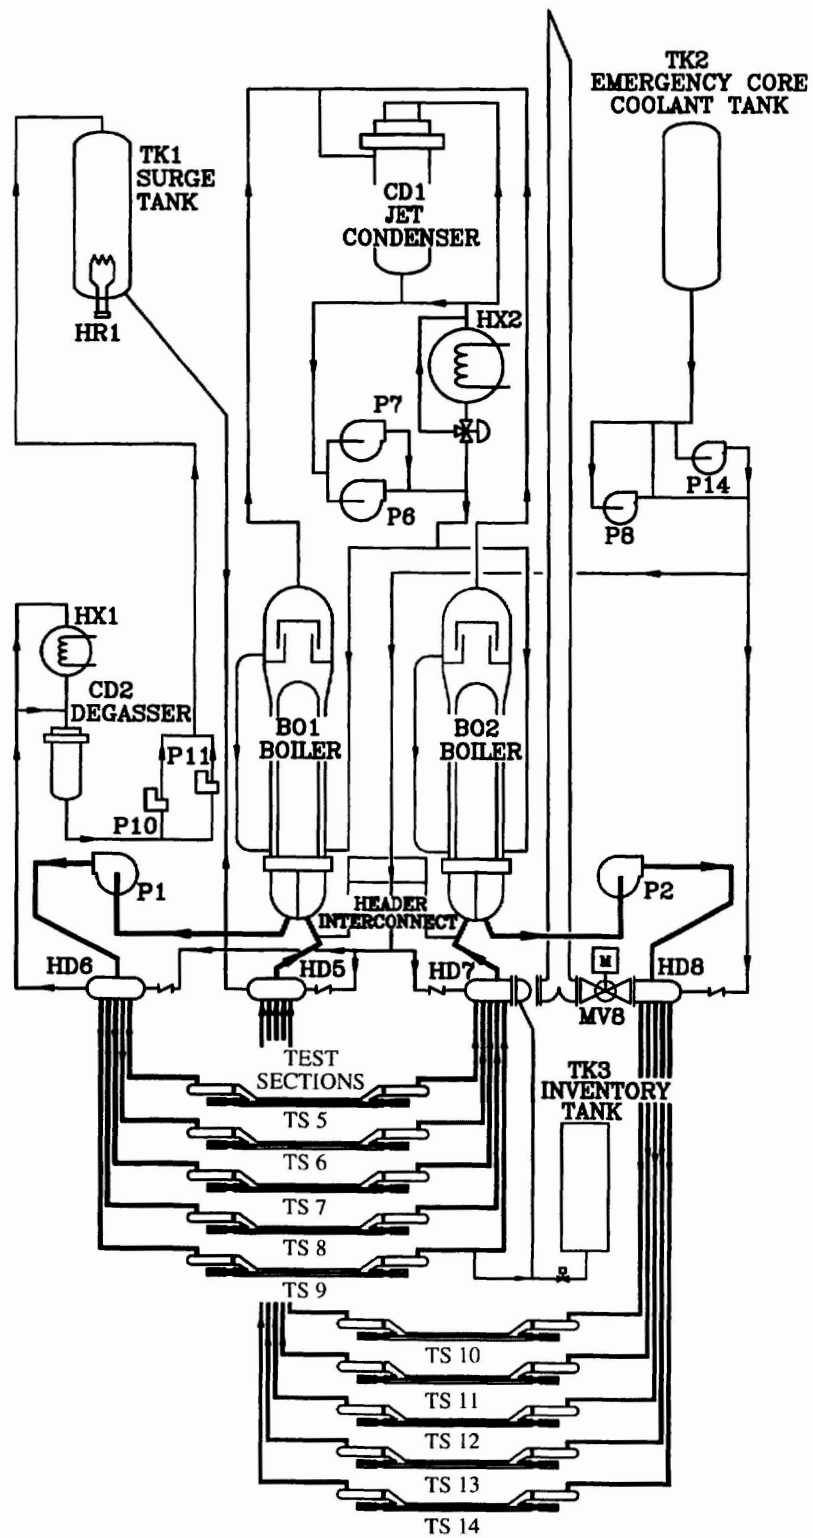 TK2
EMERGENCY CORE
COOLANT TANK
TK1
SURGE
TANK
CD1
JET
CONDENSER
HR1
HX2
P7
P6
P14
P8
HX1
CD2
DEGASSER
BO1
BOILER
BO2
BOILER
P11
P10
P1
P2
HEADER
INTERCONNECT
M
HD6
HD5
HD7
HD8
MV8
TEST
SECTIONS
TK3
INVENTORY
TANK
TS 5
TS 6
TS 7
TS 8
TS 9
TS 10
TS 11
TS 12
TS 13
TS 14